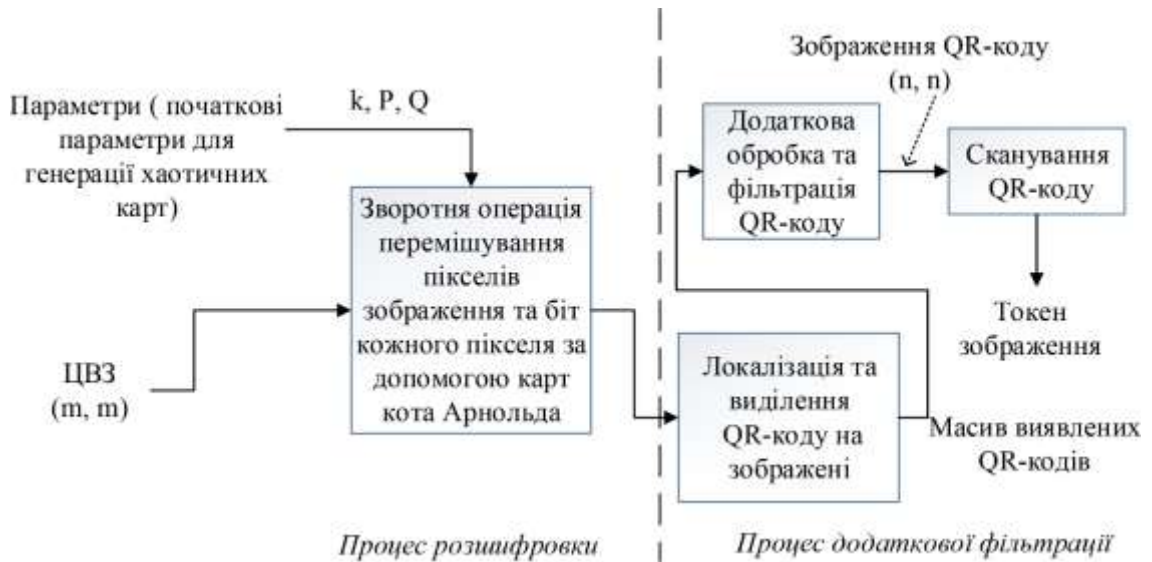 Параметри ( початкові
параметри для
генерації хаотичних
карт)
k, P, Q
ЦВЗ
(m, m)
Зворотня операція
перемішування
пікселів
зображення та біт
кожного пікселя за
допомогою карт
кота Арнольда
Процес розшифровки
Зображення QR-коду
(n, n)
Додаткова
обробка та
фільтрація
QR-коду
Сканування
QR-коду
Токен
зображення
Локалізація та
виділення
QR-коду на
зображені
Масив виявлених
QR-кодів
Процес додаткової фільтрації